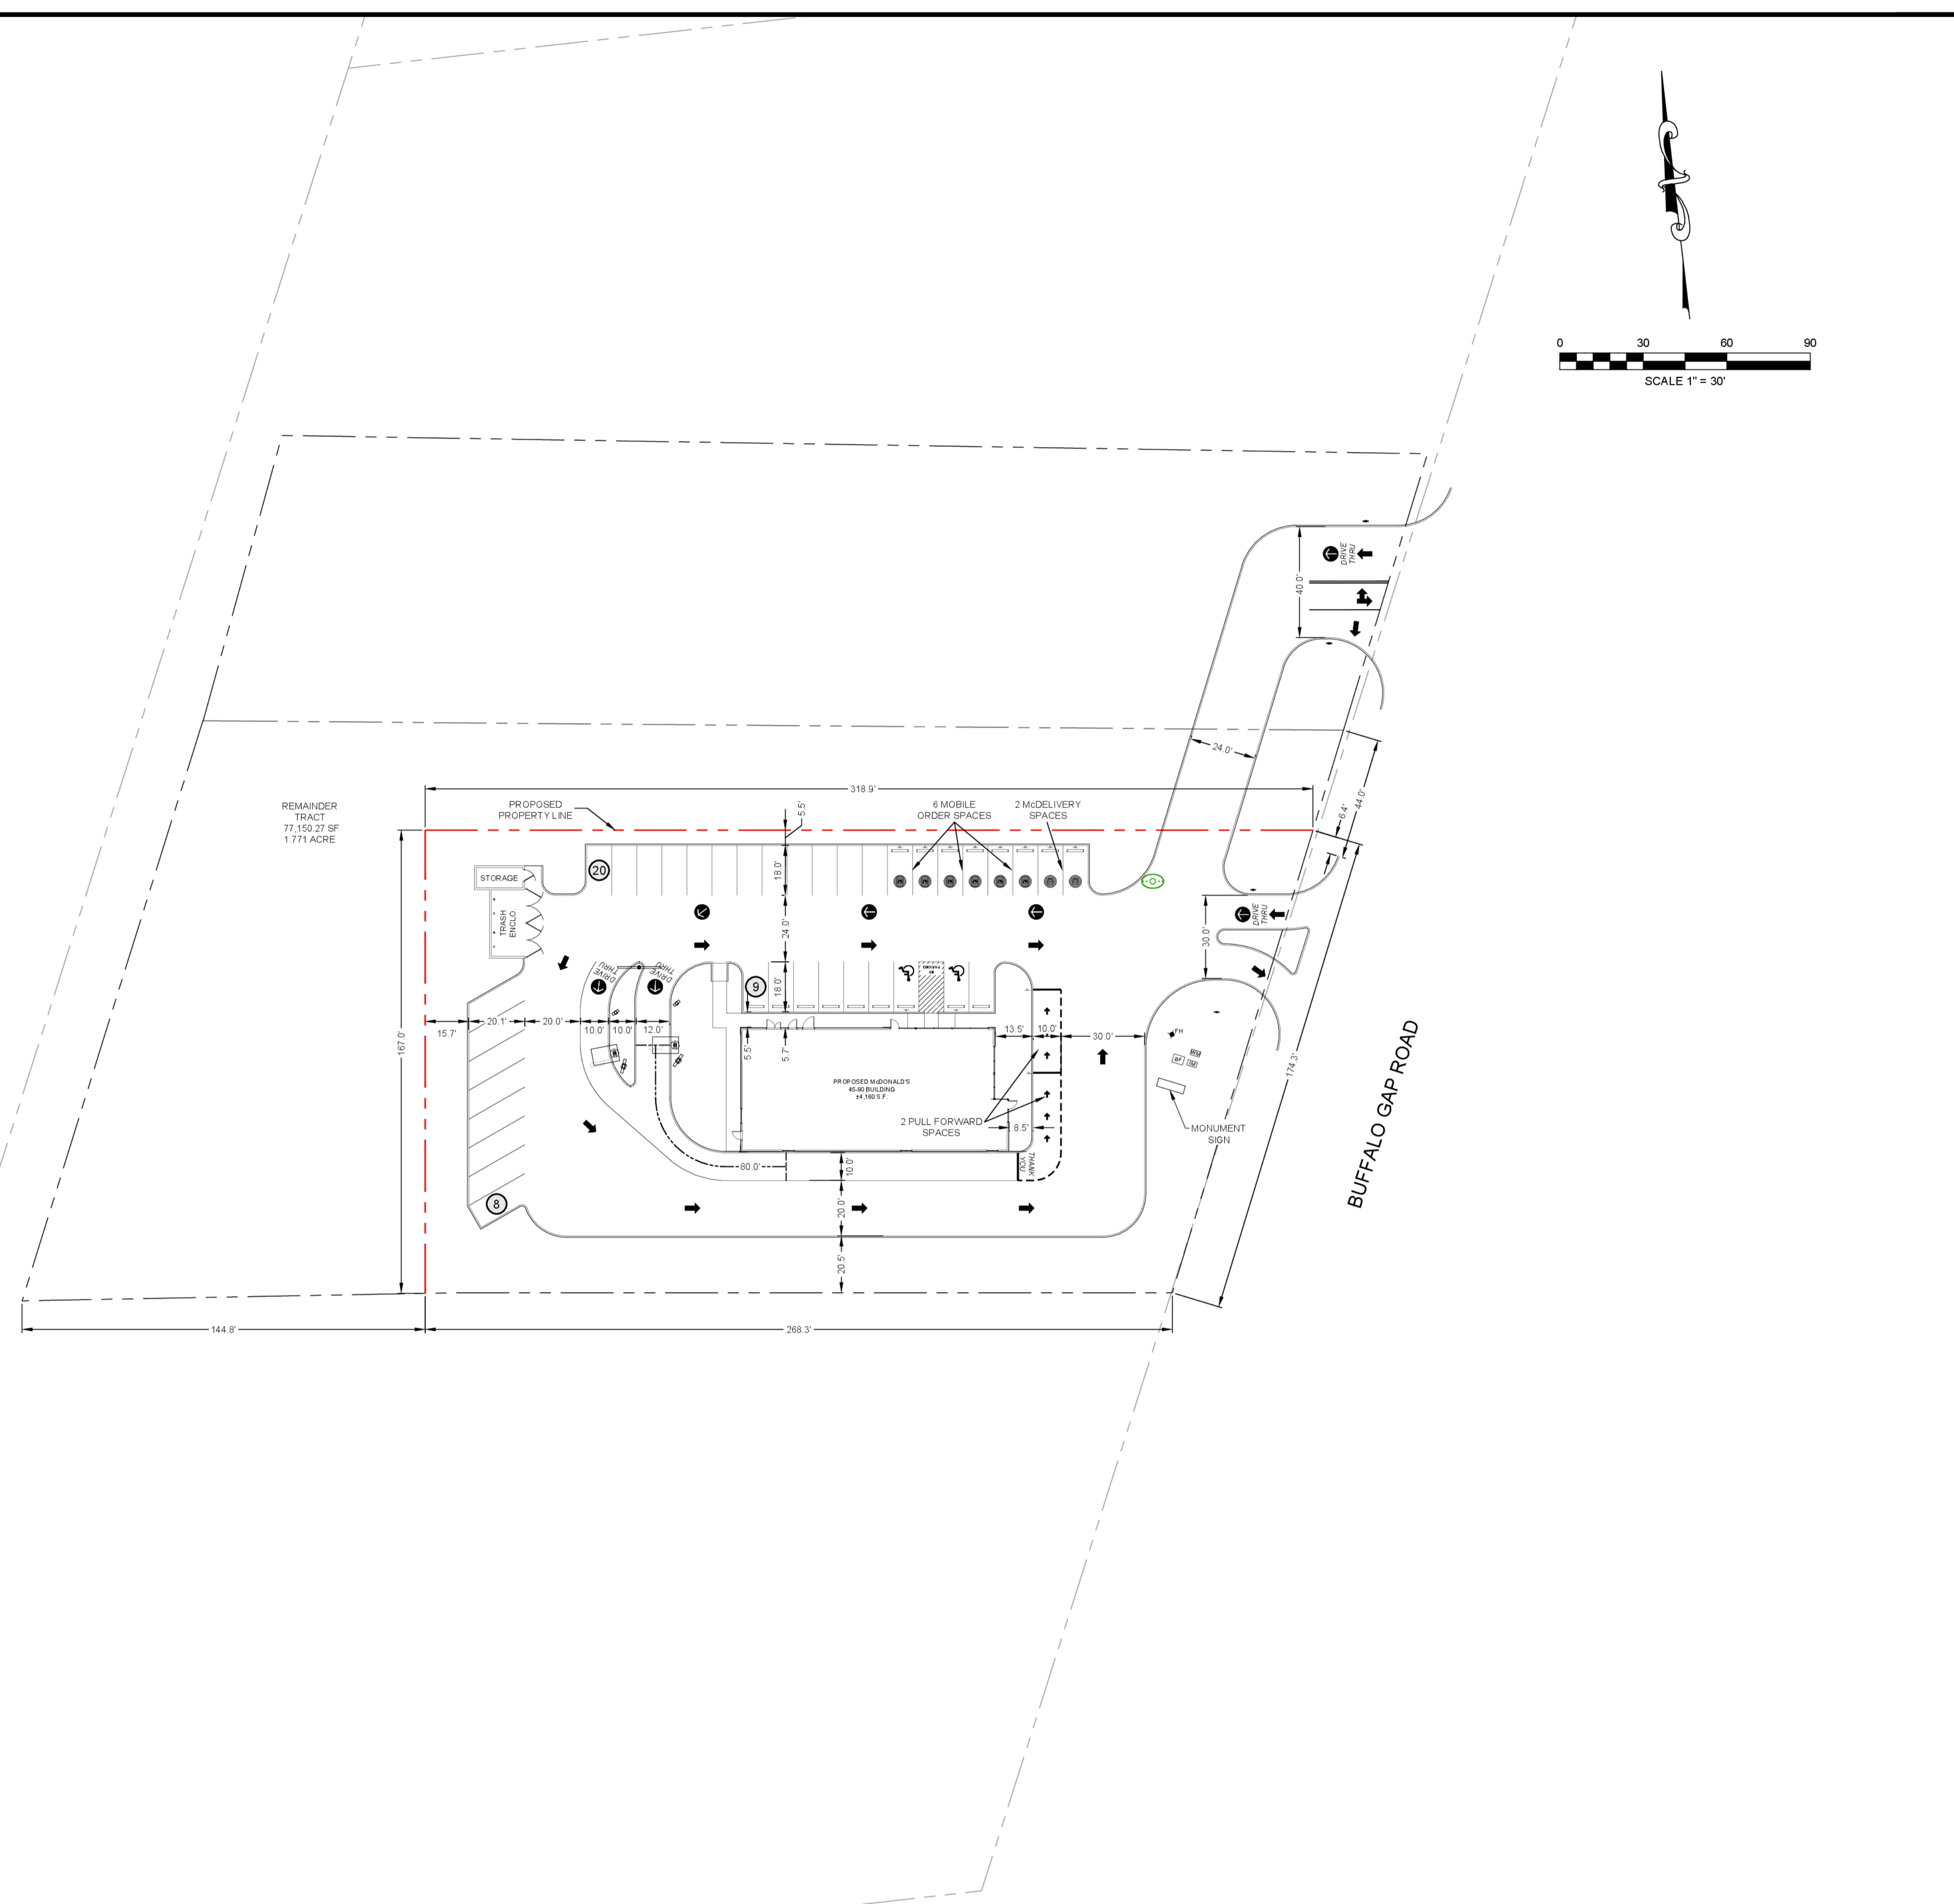 0 30 60 90
SCALE 1" = 30'
DRIVE
THRU
40.0'
24.0'
44.0'
6.4'
318.9'
REMAINDER
TRACT
77,150.27 SF
1.771 ACRE
PROPOSED
PROPERTY LINE
5.5'
6 MOBILE
ORDER SPACES
2 McDELIVERY
SPACES
20
18.0'
STORAGE
TRASH
ENCLO.
24.0'
DRIVE
THRU
30.0'
DRIVE
THRU
DRIVE
THRU
9
18.0'
NO
PARKING
15.7'
20.1'
20.0'
10.0'
10.0'
12.0'
167.0'
5.5'
5.7'
13.5'
10.0'
30.0'
FH
BF
174.3'
BUFFALO GAP ROAD
PROPOSED McDONALD'S
45-90 BUILDING
±4,160 S.F.
2 PULL FORWARD
SPACES
8.5'
MONUMENT
SIGN
80.0'
10.0'
THANK
YOU
8
20.0'
20.5'
144.8'
268.3'